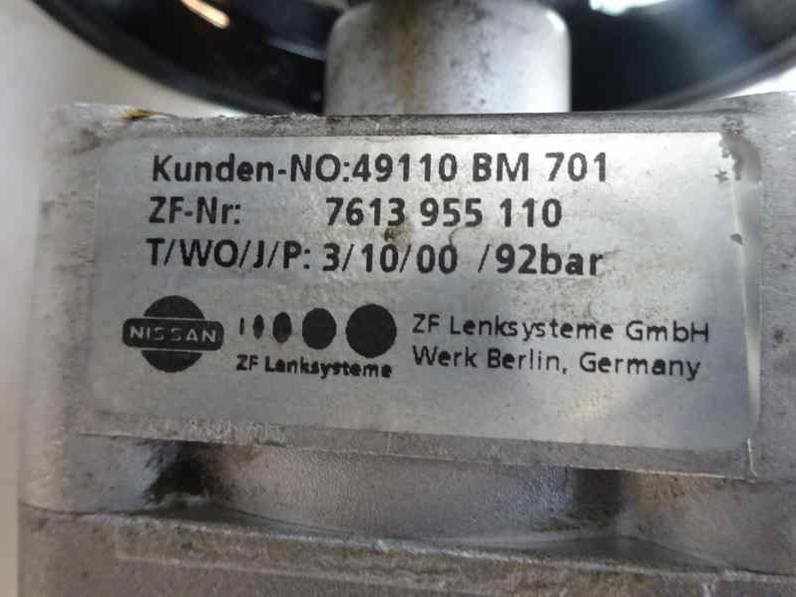 Kunden-NO:49110 BM 701
ZF-Nr: 7613 955 110
T/WO/J/P: 3/10/00 /92bar
NISSAN
ZF Lenksysteme
ZF Lenksysteme GmbH
Werk Berlin, Germany